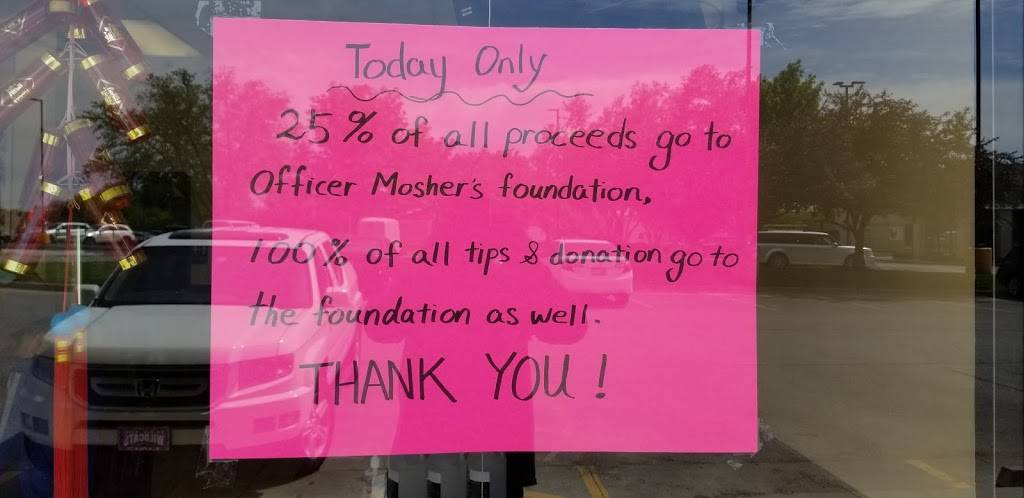 Today Only
25% of all proceeds go to
Officer Mosher's foundation,
100% of all tips & donation go to
the foundation as well.
THANK YOU!
WILDCATS